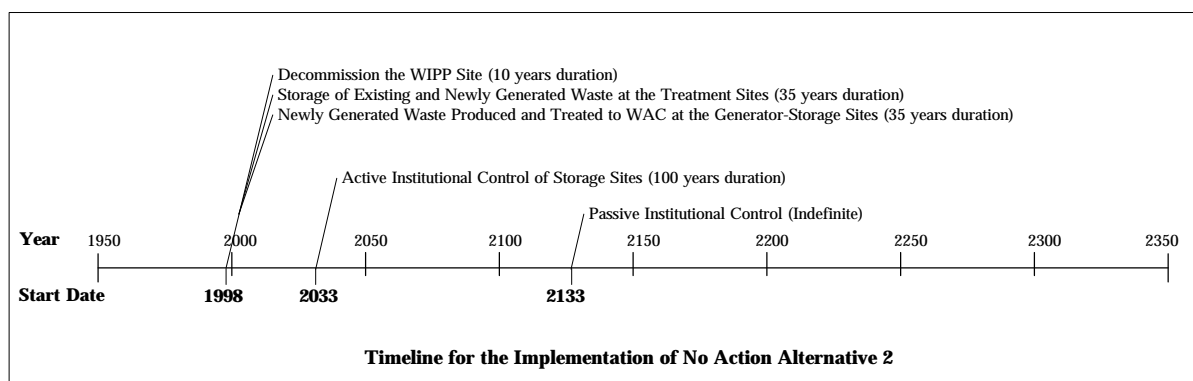 Decommission the WIPP Site (10 years duration)
Storage of Existing and Newly Generated Waste at the Treatment Sites (35 years duration)
Newly Generated Waste Produced and Treated to WAC at the Generator-Storage Sites (35 years duration)
Active Institutional Control of Storage Sites (100 years duration)
Passive Institutional Control (Indefinite)
Year 1950 2000 2050 2100 2150 2200 2250 2300 2350
Start Date 1998 2033 2133
Timeline for the Implementation of No Action Alternative 2